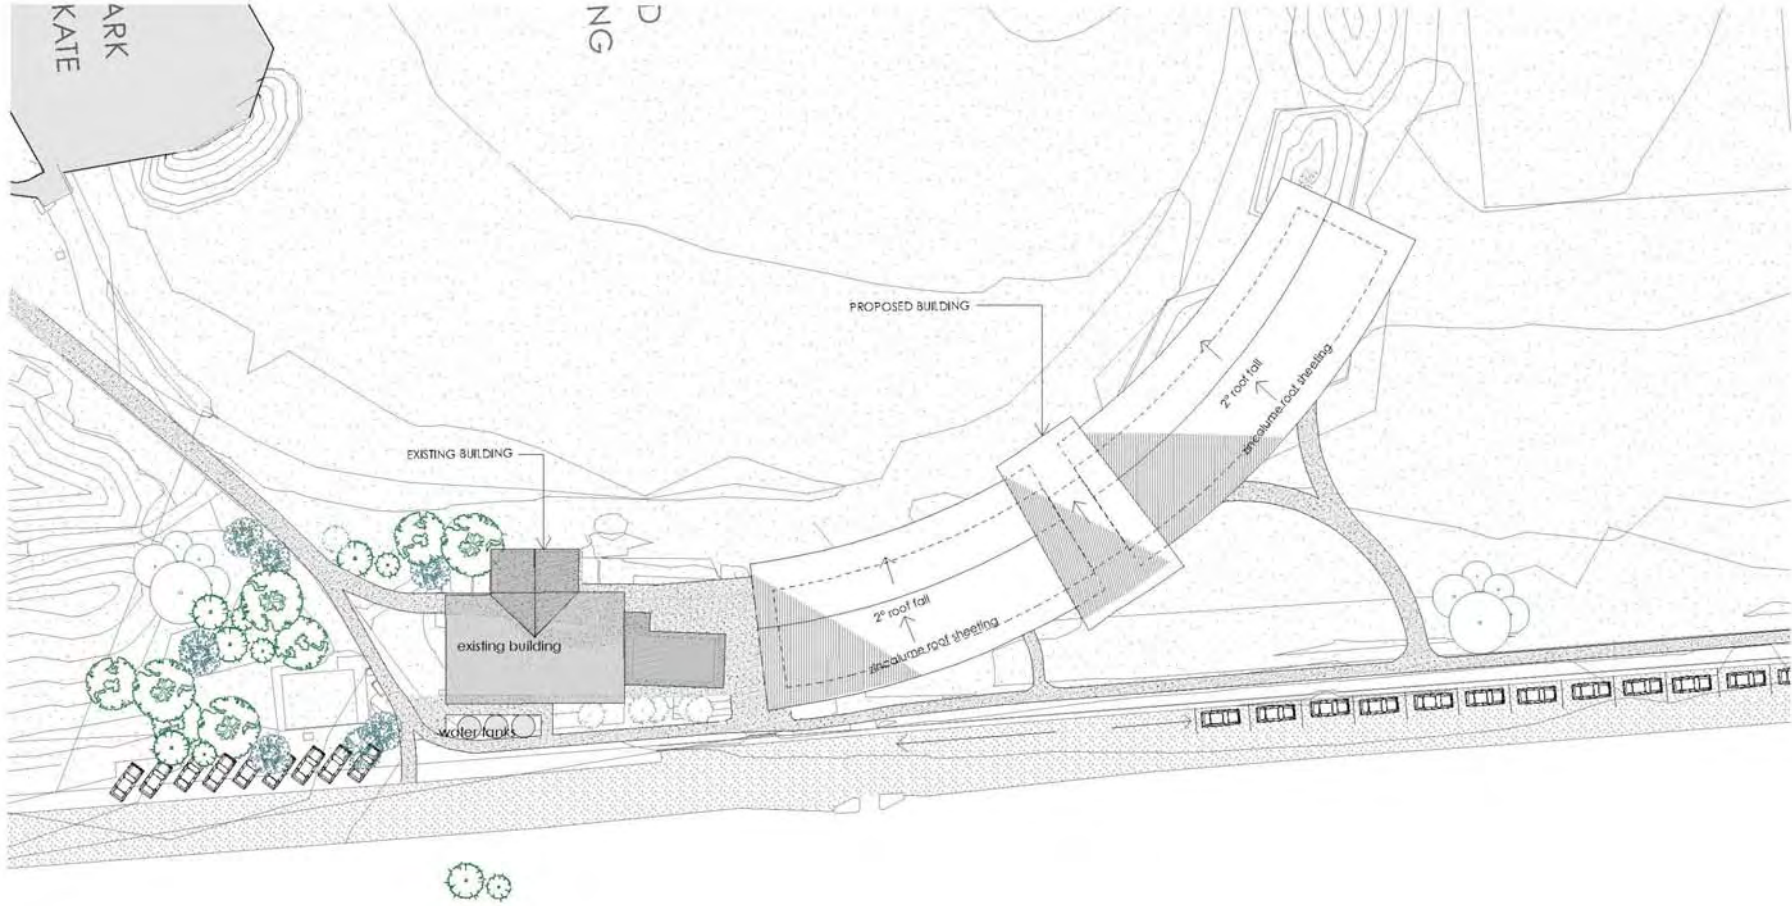 ARK
KATE
D
NG
PROPOSED BUILDING
EXISTING BUILDING
2° roof fall
zincalume roof sheeting
2° roof fall
zincalume roof sheeting
existing building
water tanks